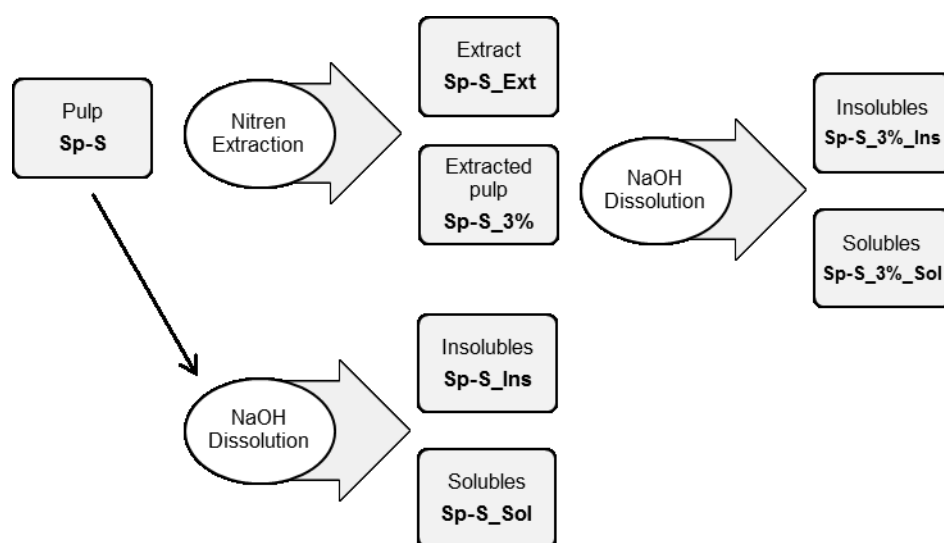 Pulp
Sp-S
Nitren
Extraction
Extract
Sp-S_Ext
Extracted
pulp
Sp-S_3%
NaOH
Dissolution
Insolubles
Sp-S_3%_Ins
Solubles
Sp-S_3%_Sol
NaOH
Dissolution
Insolubles
Sp-S_Ins
Solubles
Sp-S_Sol